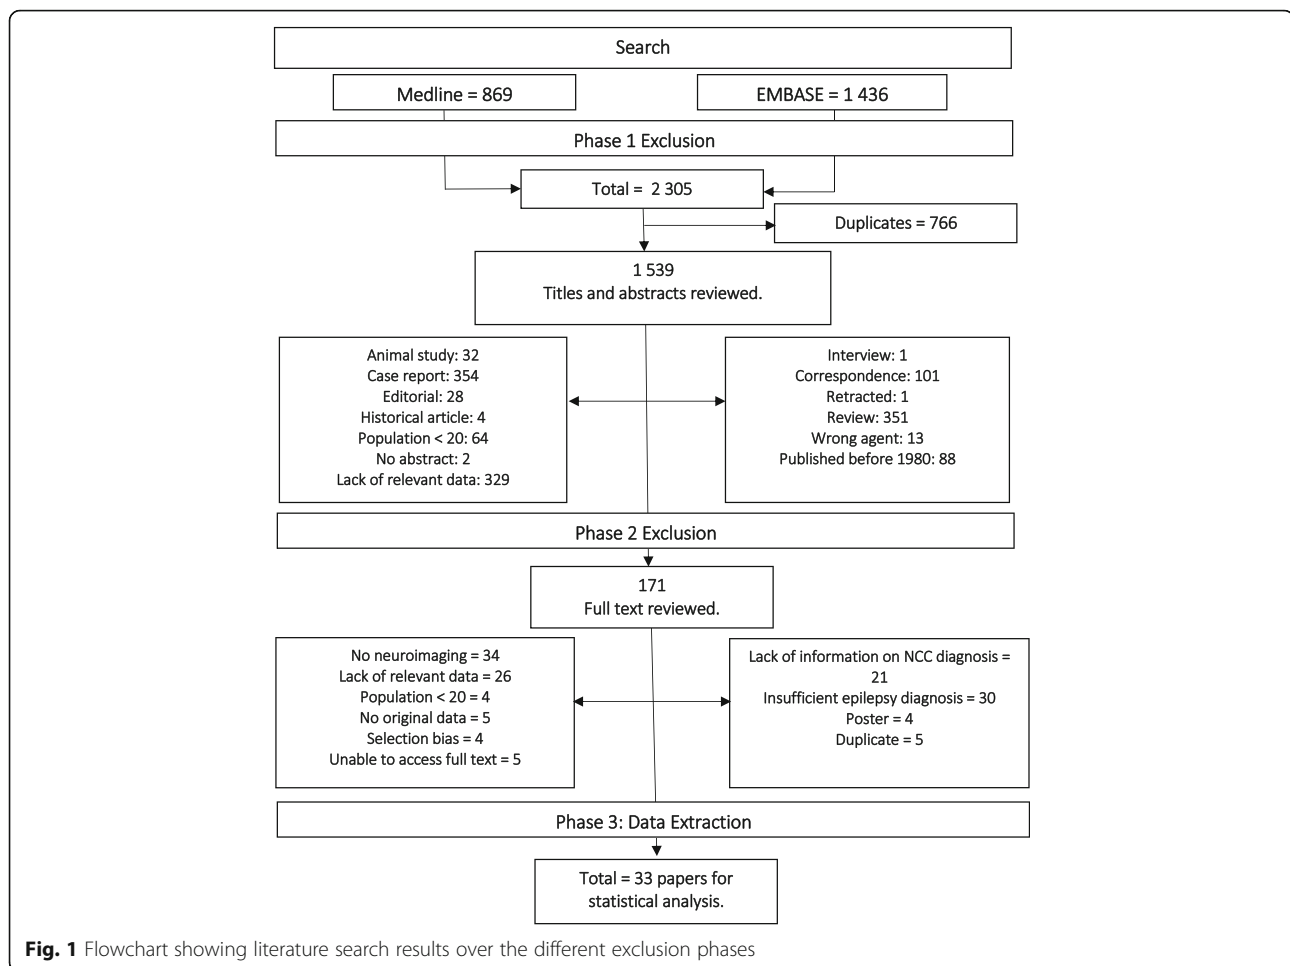 Search
Medline = 869
EMBASE = 1 436
Phase 1 Exclusion
Total = 2 305
Duplicates = 766
1 539
Titles and abstracts reviewed.
Animal study: 32
Case report: 354
Editorial: 28
Historical article: 4
Population < 20: 64
No abstract: 2
Lack of relevant data: 329
Interview: 1
Correspondence: 101
Retracted: 1
Review: 351
Wrong agent: 13
Published before 1980: 88
Phase 2 Exclusion
171
Full text reviewed.
No neuroimaging = 34
Lack of relevant data = 26
Population < 20 = 4
No original data = 5
Selection bias = 4
Unable to access full text = 5
Lack of information on NCC diagnosis =
21
Insufficient epilepsy diagnosis = 30
Poster = 4
Duplicate = 5
Phase 3: Data Extraction
Total = 33 papers for
statistical analysis.
Fig. 1 Flowchart showing literature search results over the different exclusion phases